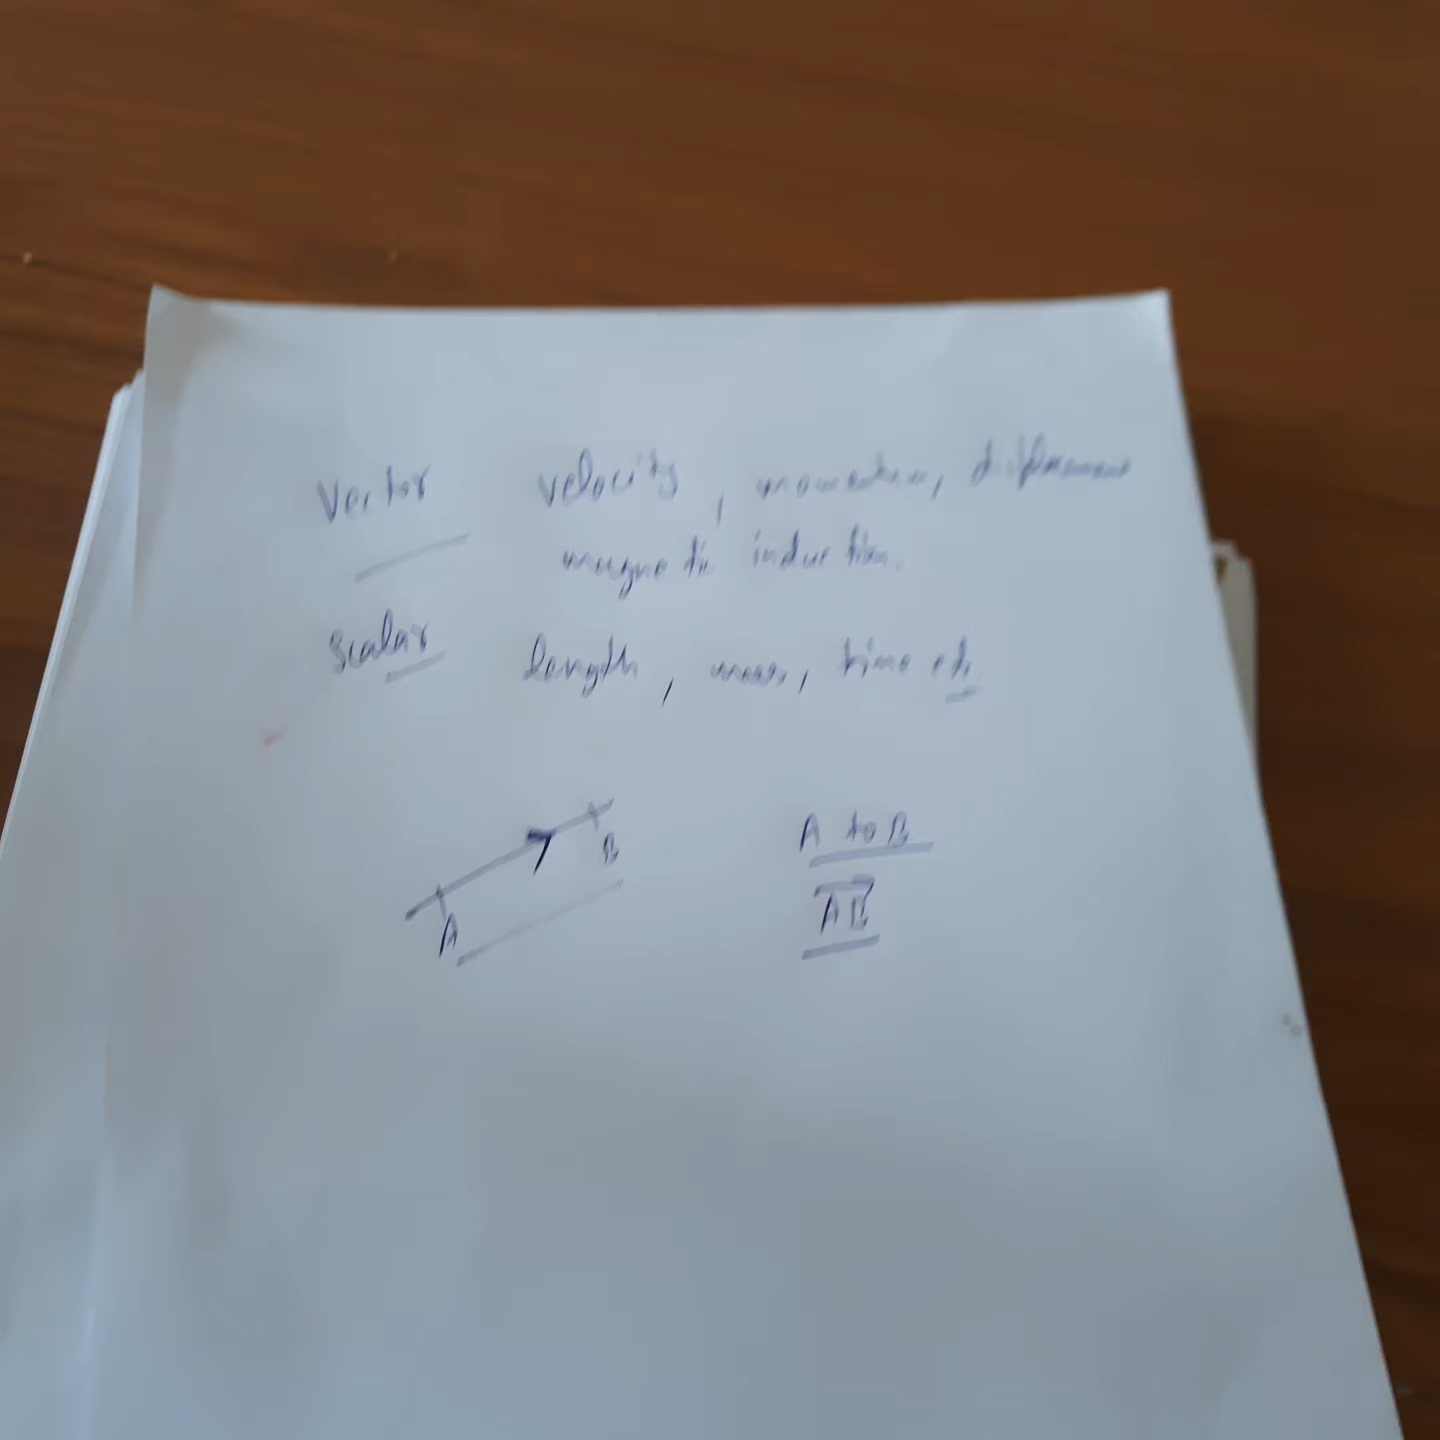 Vector velocity, momentum, displacement
magnetic induction.
Scalar length, mass, time etc
A to B
B
A
AB